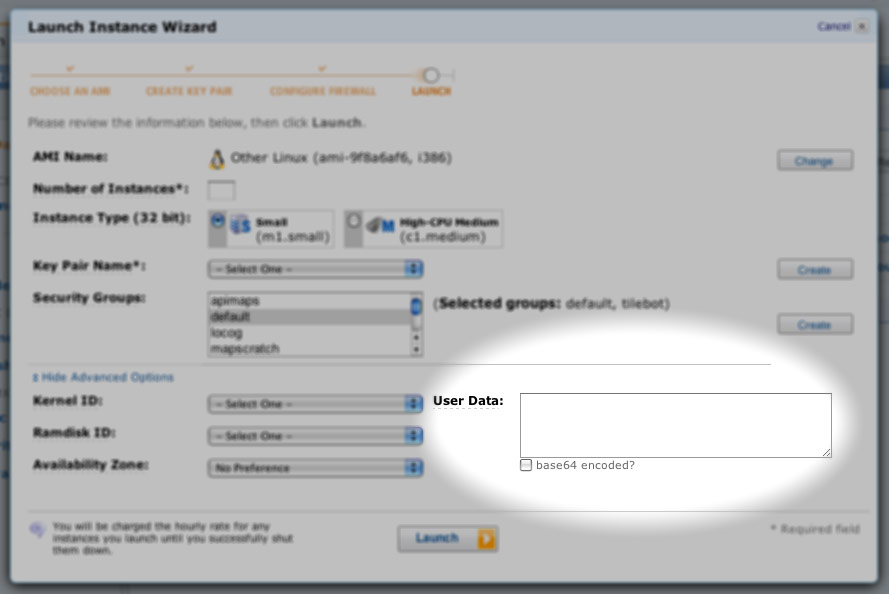 Launch Instance Wizard
Cancel
CHOOSE AN AMI CREATE KEY PAIR CONFIGURE FIREWALL LAUNCH
Please review the information below, then click Launch.
AMI Name: Other Linux (ami-9f8a6af6, i386) Change
Number of Instances*:
Instance Type (32 bit): Small (m1.small) High-CPU Medium (c1.medium)
Key Pair Name*: - Select One - Create
Security Groups: (Selected groups: default, tilebot) Create
apimaps
default
locog
mapscratch
Hide Advanced Options
Kernel ID: - Select One - User Data:
Ramdisk ID: - Select One -
base64 encoded?
Availability Zone: No Preference
You will be charged the hourly rate for any
instances you launch until you successfully shut
them down.
Launch
* Required field